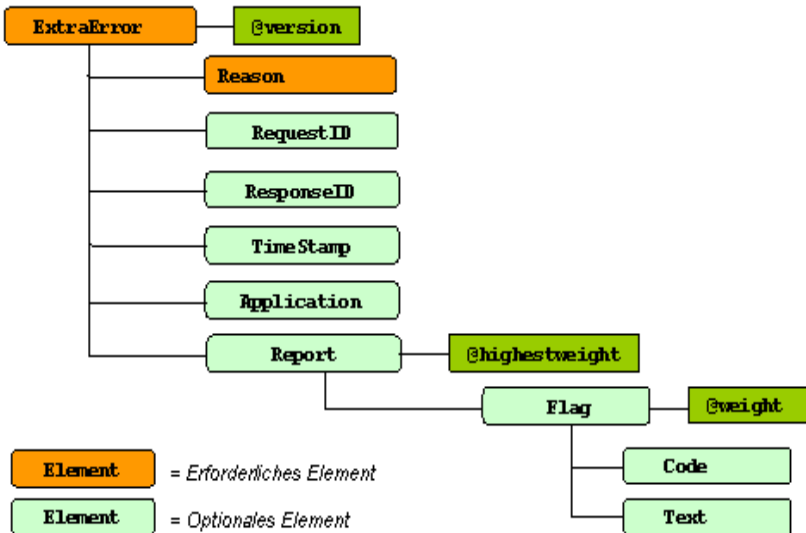 ExtraError @version
Reason
RequestID
ResponseID
TimeStamp
Application
Report @highestweight
Flag @weight
Code
Text
Element = Erforderliches Element
Element = Optionales Element